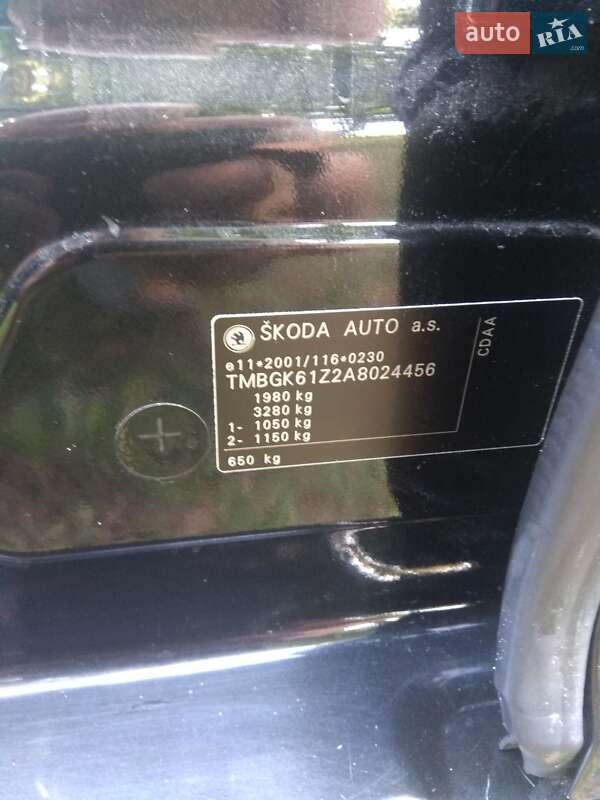 auto RIA
.com
ŠKODA AUTO a.s.
e11*2001/116*0230
TMBGK61Z2A8024456
1980 kg
3280 kg
1- 1050 kg
2- 1150 kg
650 kg
CDAA